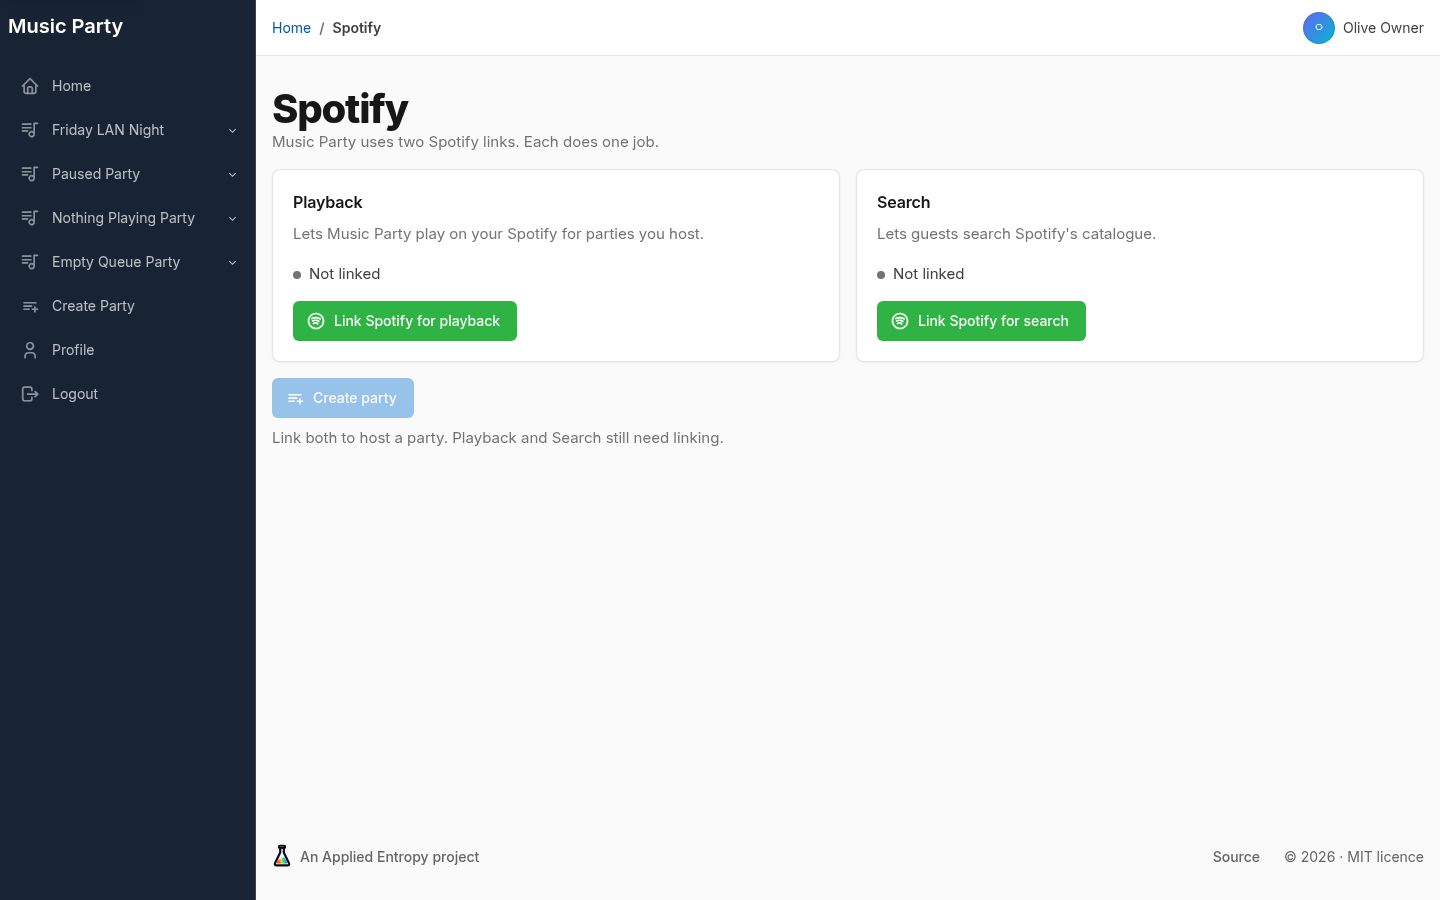 Music Party
Home
Friday LAN Night
Paused Party
Nothing Playing Party
Empty Queue Party
Create Party
Profile
Logout
Home / Spotify
O
Olive Owner
Spotify
Music Party uses two Spotify links. Each does one job.
Playback
Lets Music Party play on your Spotify for parties you host.
Not linked
Link Spotify for playback
Search
Lets guests search Spotify's catalogue.
Not linked
Link Spotify for search
Create party
Link both to host a party. Playback and Search still need linking.
An Applied Entropy project
Source
© 2026 · MIT licence